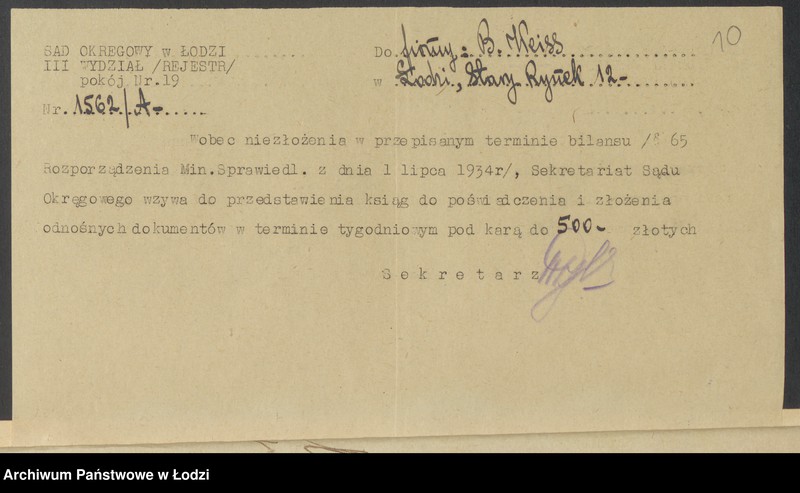 SĄD OKRĘGOWY w ŁODZI
III WYDZIAŁ /REJESTR/
pokój Nr.19
Nr. 1562/A-
Do firmy: B. Weiss
w Łodzi, Stary Rynek 12-
10
Wobec niezłożenia w przepisanym terminie bilansu /§ 65
Rozporządzenia Min.Sprawiedl. z dnia 1 lipca 1934r/, Sekretariat Sądu
Okręgowego wzywa do przedstawienia ksiąg do poświadczenia i złożenia
odnośnych dokumentów w terminie tygodniowym pod karą do 500- złotych
Sekretarz
Archiwum Państwowe w Łodzi